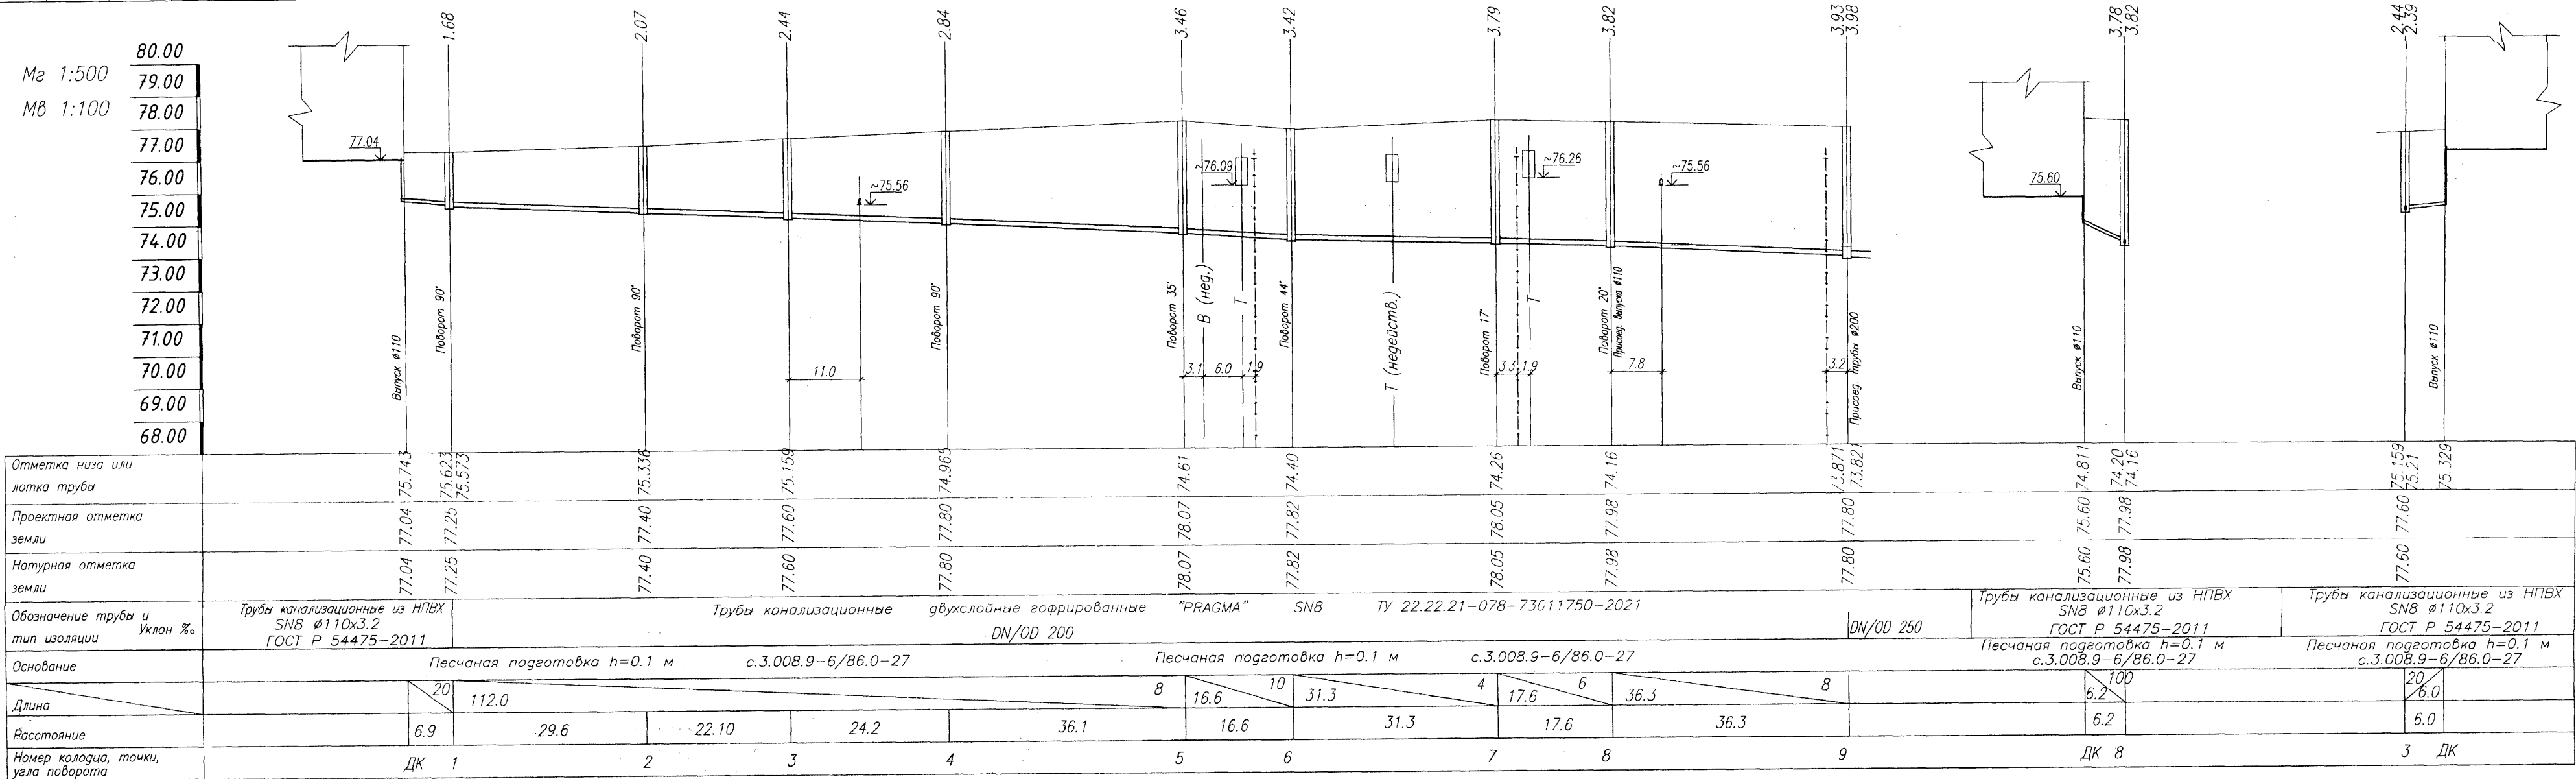 1.68 2.07 2.44 2.84 3.46 3.42 3.79 3.82 3.93 3.78 2.44
3.98 3.82 2.39
Мг 1:500
Мв 1:100
80.00
79.00
78.00
77.00
76.00
75.00
74.00
73.00
72.00
71.00
70.00
69.00
68.00
77.04
~75.56
~76.09
~76.26
~75.56
75.60
Выпуск ø110
Поворот 90°
Поворот 90°
Поворот 90°
Поворот 35°
В (нед.)
Т
Поворот 44°
Т (недейств.)
Поворот 17°
Т
Поворот 20°
Присоед. выпуска ø110
Присоед. трубы ø200
Выпуск ø110
Выпуск ø110
11.0 3.1 6.0 1.9 3.3 1.9 7.8 3.2
Отметка низа или
лотка трубы
75.743 75.623 75.336 75.159 74.965 74.61 74.40 74.26 74.16 73.871 74.811 74.20 75.159 75.329
75.573 73.821 74.16 75.21
Проектная отметка
земли
77.04 77.04 77.25 77.40 77.60 77.80 78.07 77.82 78.05 77.98 77.80 75.60 77.98 77.60
Натурная отметка
земли
77.04 77.25 77.40 77.60 77.80 78.07 77.82 78.05 77.98 77.80 75.60 77.98 77.60
Обозначение трубы и
тип изоляции Уклон ‰
Трубы канализационные из НПВХ
SN8 ø110х3.2
ГОСТ Р 54475-2011
Трубы канализационные двухслойные гофрированные "PRAGMA" SN8 ТУ 22.22.21-078-73011750-2021
DN/OD 200
DN/OD 250
Трубы канализационные из НПВХ
SN8 ø110х3.2
ГОСТ Р 54475-2011
Трубы канализационные из НПВХ
SN8 ø110х3.2
ГОСТ Р 54475-2011
Основание
Песчаная подготовка h=0.1 м с.3.008.9-6/86.0-27
Песчаная подготовка h=0.1 м с.3.008.9-6/86.0-27
Песчаная подготовка h=0.1 м
с.3.008.9-6/86.0-27
Песчаная подготовка h=0.1 м
с.3.008.9-6/86.0-27
Длина
20 112.0 8 16.6 10 31.3 4 17.6 6 36.3 8 6.2 100 20 6.0
Расстояние
6.9 29.6 22.10 24.2 36.1 16.6 31.3 17.6 36.3 6.2 6.0
Номер колодца, точки,
угла поворота
ДК 1 2 3 4 5 6 7 8 9 ДК 8 3 ДК